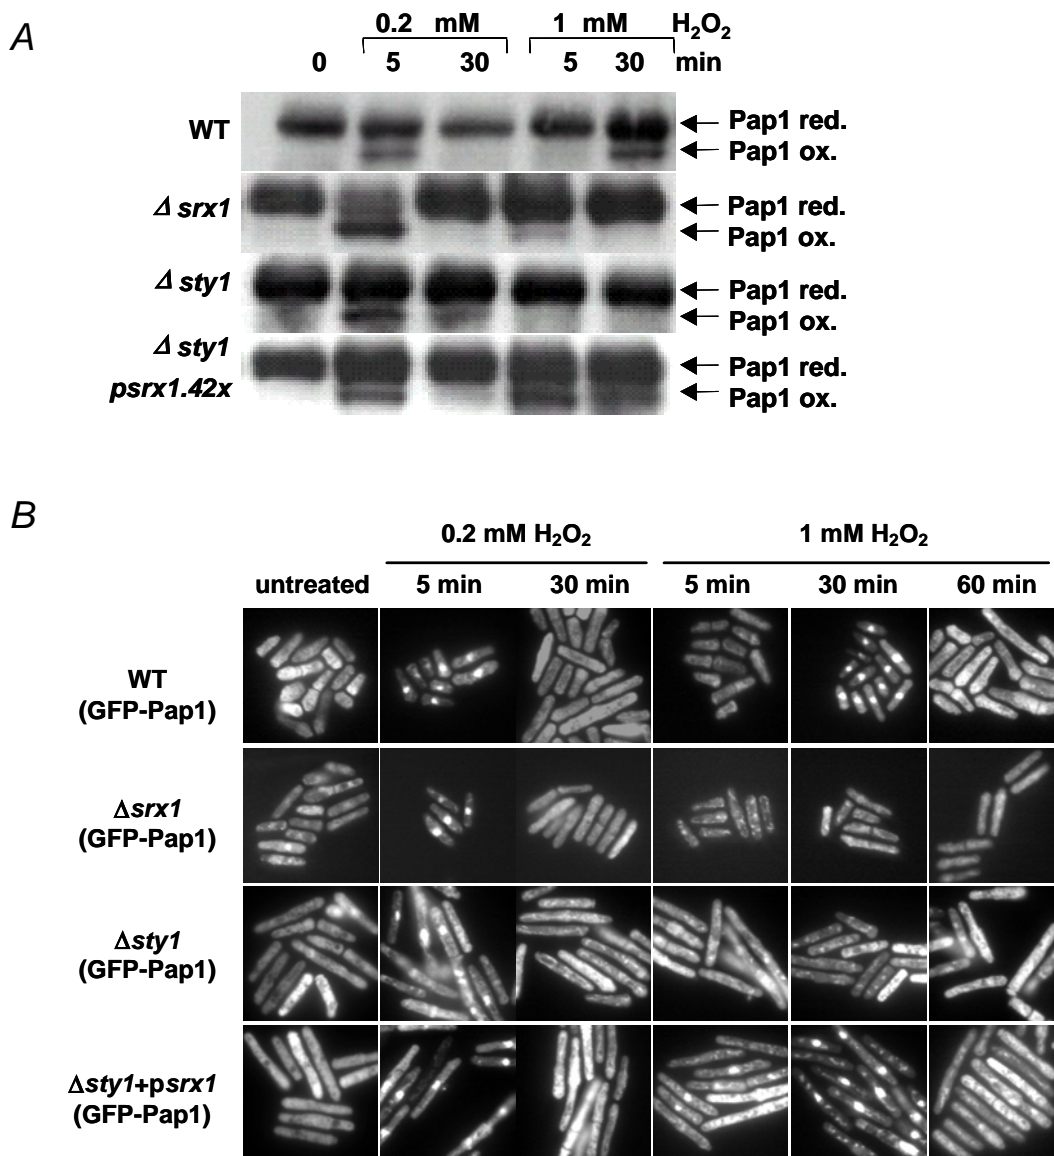 A
0.2 mM 1 mM H₂O₂
0 5 30 5 30 min
WT
Pap1 red.
Pap1 ox.
Δ srx1
Pap1 red.
Pap1 ox.
Δ sty1
Pap1 red.
Pap1 ox.
Δ sty1
psrx1.42x
Pap1 red.
Pap1 ox.
B
0.2 mM H₂O₂ 1 mM H₂O₂
untreated 5 min 30 min 5 min 30 min 60 min
WT
(GFP-Pap1)
Δsrx1
(GFP-Pap1)
Δsty1
(GFP-Pap1)
Δsty1+psrx1
(GFP-Pap1)